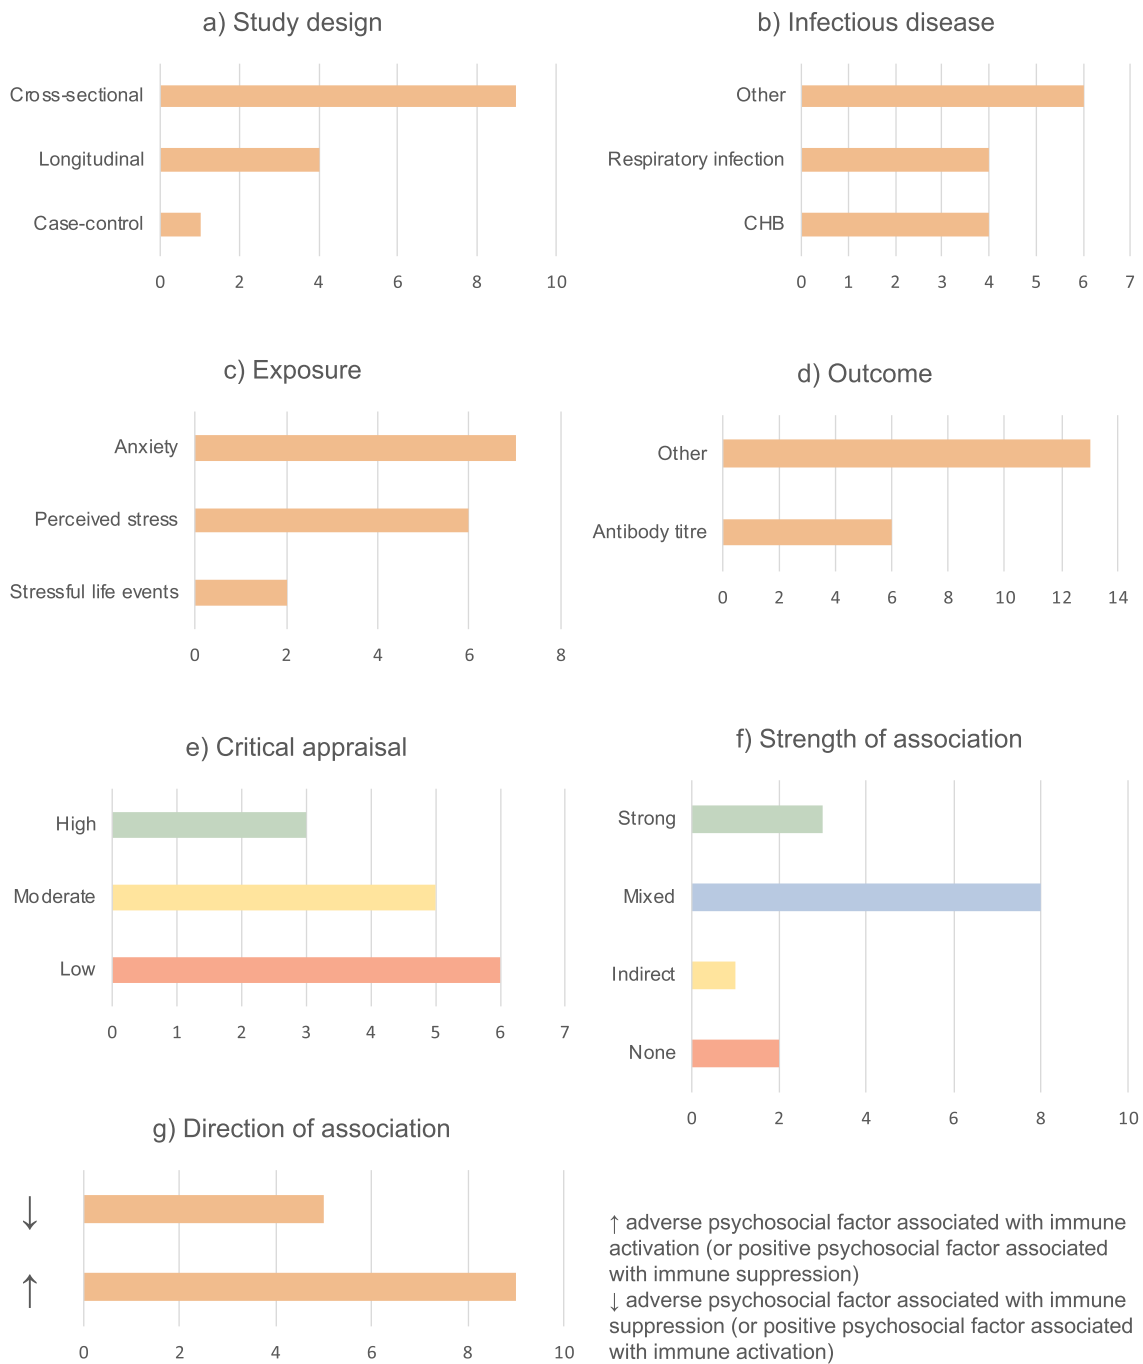 a) Study design
Cross-sectional
Longitudinal
Case-control
0 2 4 6 8 10
b) Infectious disease
Other
Respiratory infection
CHB
0 1 2 3 4 5 6 7
c) Exposure
Anxiety
Perceived stress
Stressful life events
0 2 4 6 8
d) Outcome
Other
Antibody titre
0 2 4 6 8 10 12 14
e) Critical appraisal
High
Moderate
Low
0 1 2 3 4 5 6 7
f) Strength of association
Strong
Mixed
Indirect
None
0 2 4 6 8 10
g) Direction of association
↓
↑
0 2 4 6 8 10
↑ adverse psychosocial factor associated with immune
activation (or positive psychosocial factor associated
with immune suppression)
↓ adverse psychosocial factor associated with immune
suppression (or positive psychosocial factor associated
with immune activation)